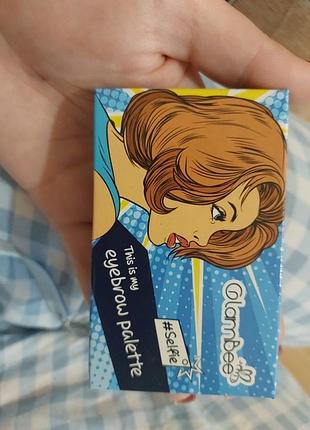 GlamBee
This is my
eyebrow palette
#Selfie